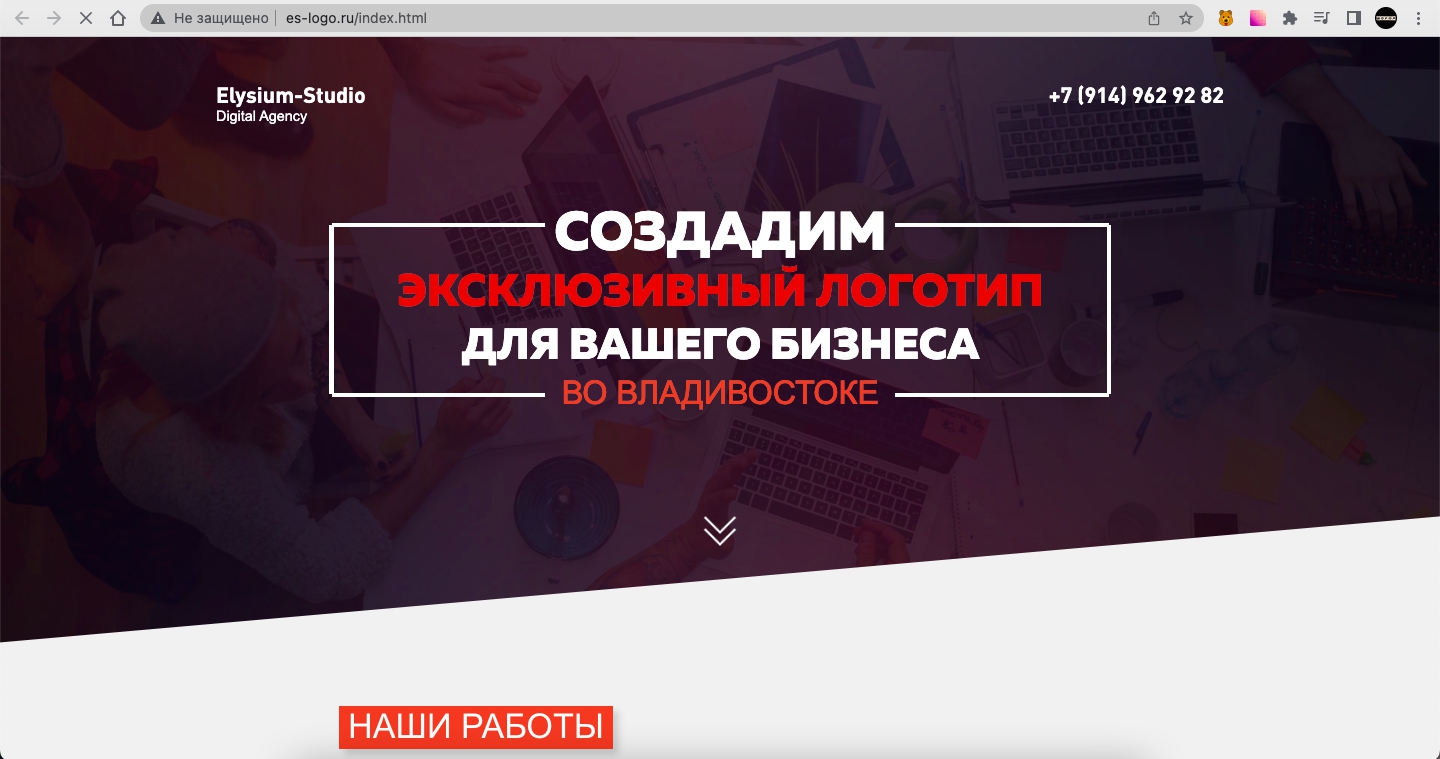 Не защищено
es-logo.ru/index.html
Elysium-Studio
Digital Agency
+7 (914) 962 92 82
СОЗДАДИМ
ЭКСКЛЮЗИВНЫЙ ЛОГОТИП
ДЛЯ ВАШЕГО БИЗНЕСА
ВО ВЛАДИВОСТОКЕ
НАШИ РАБОТЫ